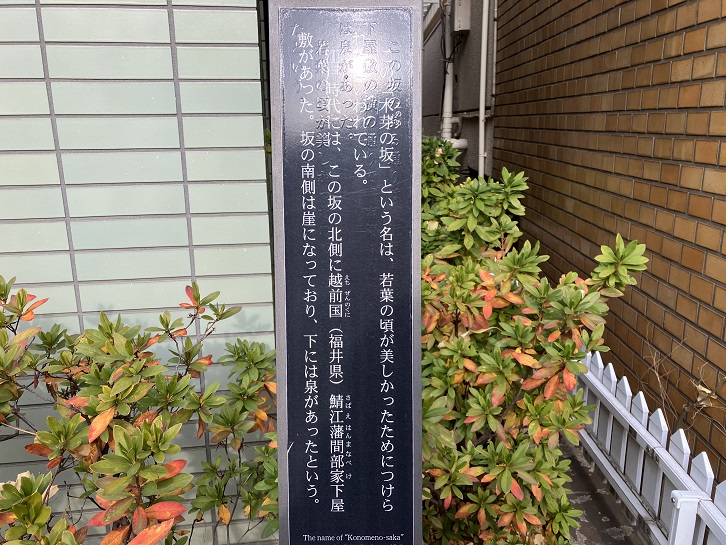 この坂「木芽の坂」という名は、若葉の頃が美しかったためにつけら
れている。
時代には、この坂の北側に越前国（福井県）鯖江藩間部家下屋
敷があった。坂の南側は崖になっており、下には泉があったという。
The name of "Konomeno-saka"